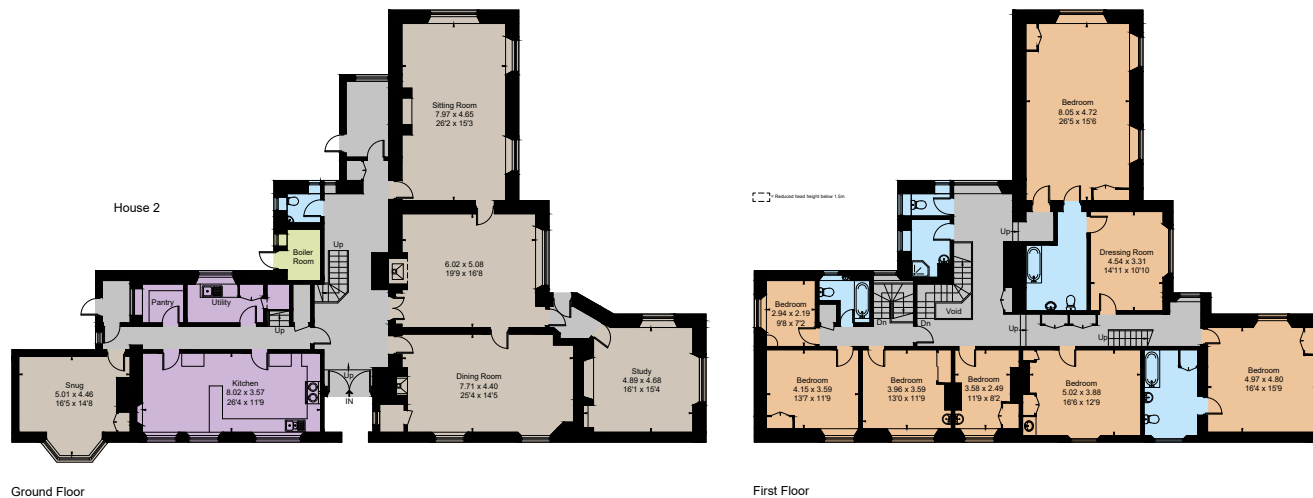 House 2
Sitting Room
7.97 x 4.65
26'2 x 15'3
Up
Boiler
Room
6.02 x 5.08
19'9 x 16'8
Pantry
Utility
Up
Snug
5.01 x 4.46
16'5 x 14'8
Kitchen
8.02 x 3.57
26'4 x 11'9
Up
IN
Dining Room
7.71 x 4.40
25'4 x 14'5
Study
4.89 x 4.68
16'1 x 15'4
Ground Floor
= Reduced head height below 1.5m
Bedroom
8.05 x 4.72
26'5 x 15'6
Up
Dressing Room
4.54 x 3.31
14'11 x 10'10
Bedroom
2.94 x 2.19
9'8 x 7'2
Void
Dn
Dn
Up
Up
Bedroom
4.15 x 3.59
13'7 x 11'9
Bedroom
3.96 x 3.59
13'0 x 11'9
Bedroom
3.58 x 2.49
11'9 x 8'2
Bedroom
5.02 x 3.88
16'6 x 12'9
Bedroom
4.97 x 4.80
16'4 x 15'9
First Floor